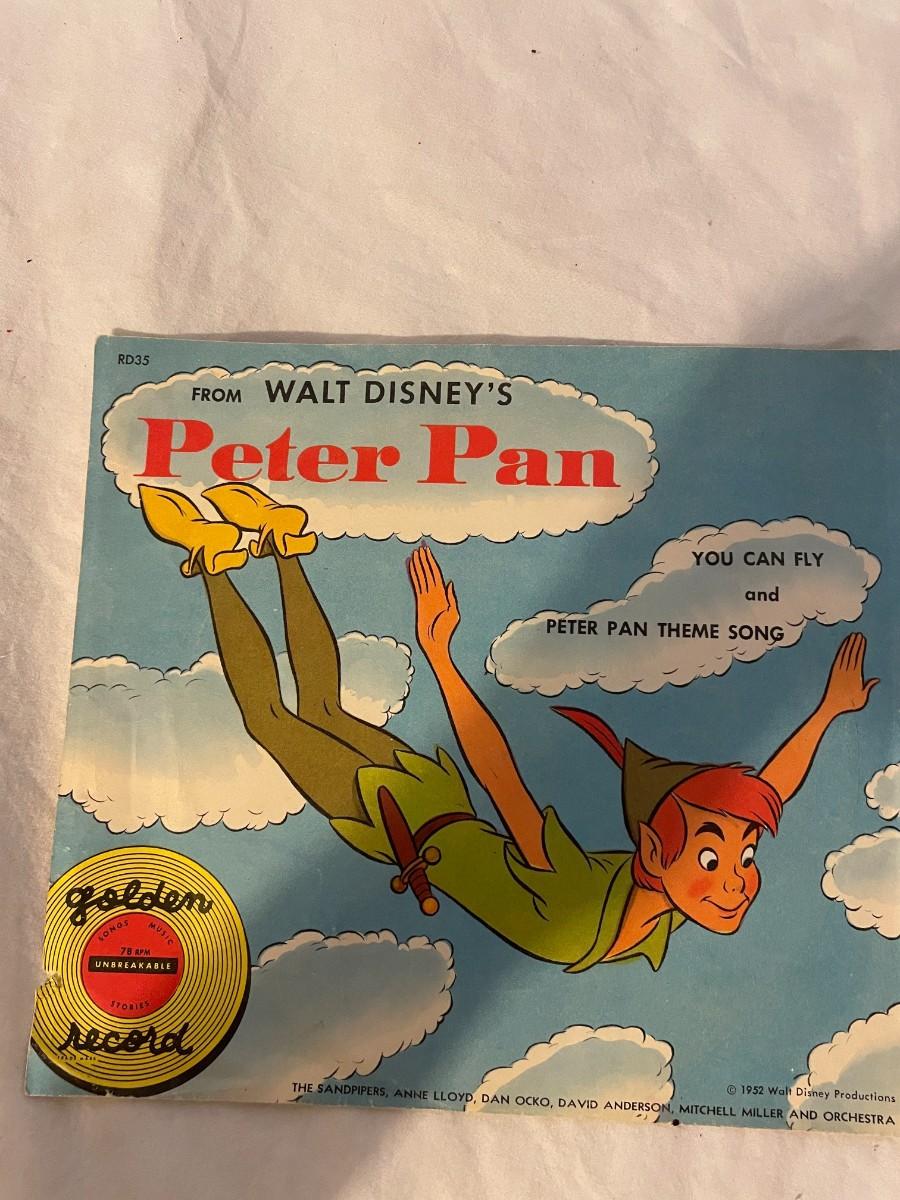 RD35
FROM WALT DISNEY'S
Peter Pan
YOU CAN FLY
and
PETER PAN THEME SONG
golden
SONGS MUSIC
78 RPM
UNBREAKABLE
STORIES
record
TRADE MARK
© 1952 Walt Disney Productions
THE SANDPIPERS, ANNE LLOYD, DAN OCKO, DAVID ANDERSON, MITCHELL MILLER AND ORCHESTRA